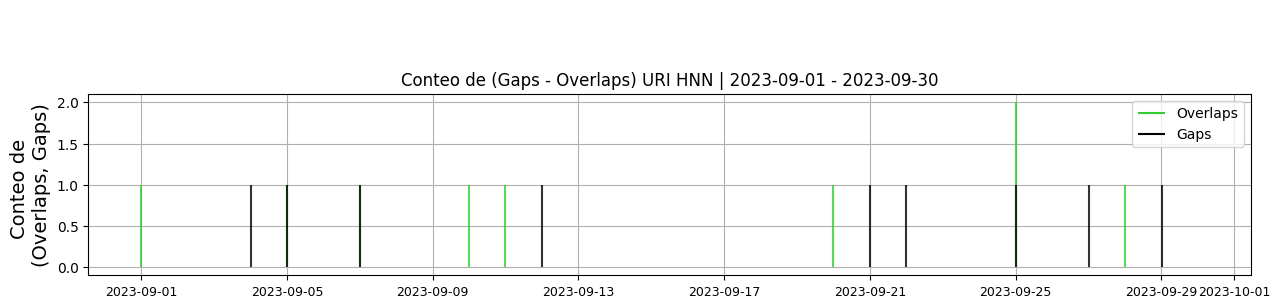 Conteo de (Gaps - Overlaps) URI HNN | 2023-09-01 - 2023-09-30
Conteo de
(Overlaps, Gaps)
2.0
1.5
1.0
0.5
0.0
Overlaps
Gaps
2023-09-01 2023-09-05 2023-09-09 2023-09-13 2023-09-17 2023-09-21 2023-09-25 2023-09-29 2023-10-01